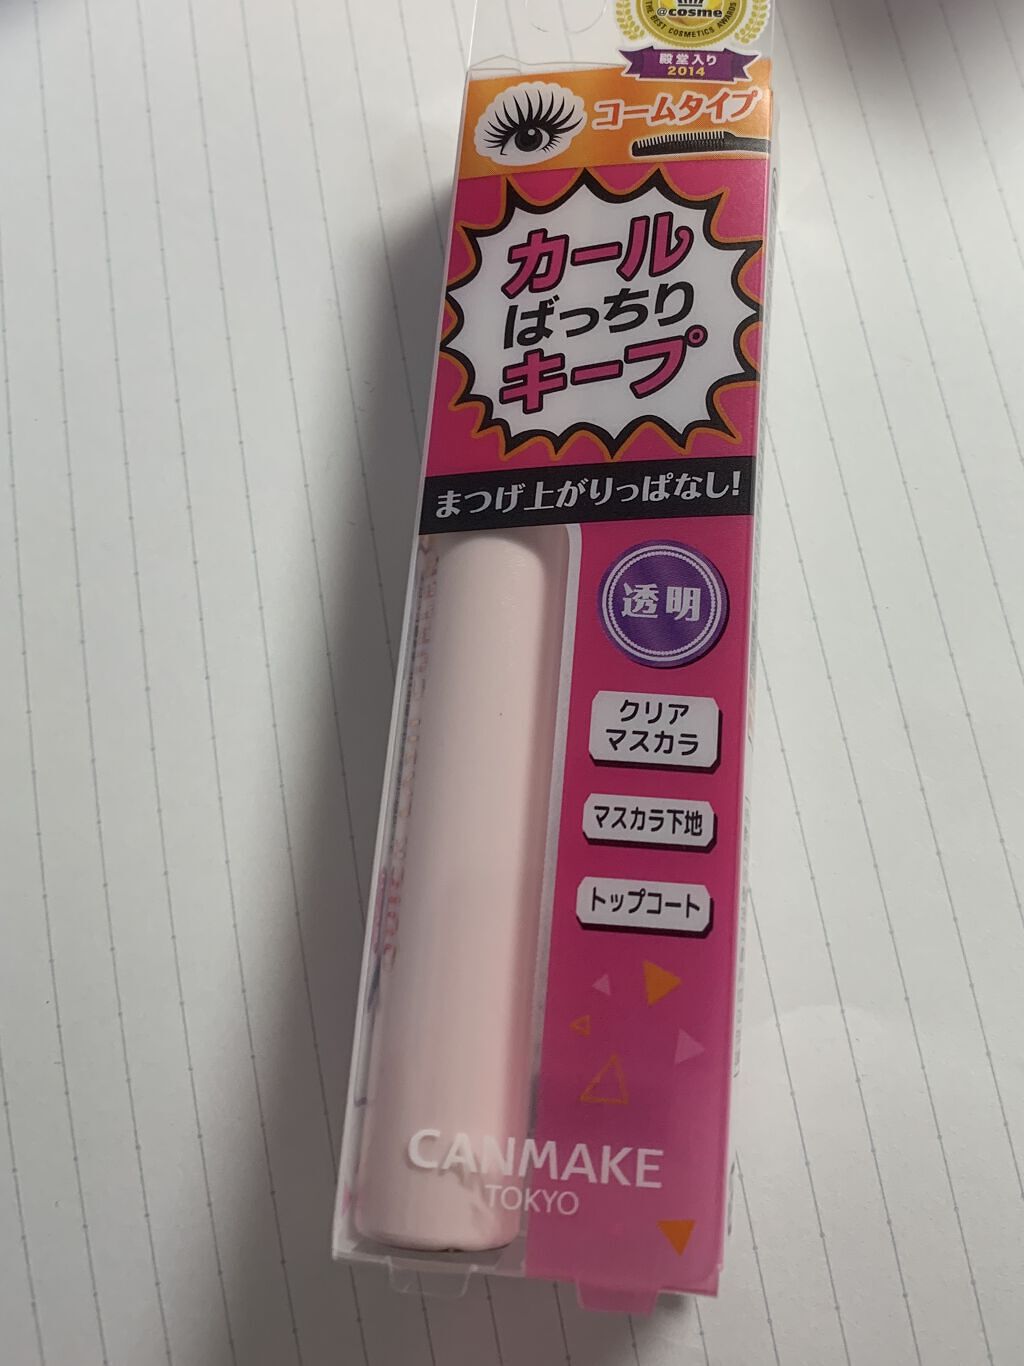 @cosme
THE BEST COSMETICS AWARDS
殿堂入り
2014
コームタイプ
カール
ばっちり
キープ
まつげ上がりっぱなし!
透明
クリア
マスカラ
マスカラ下地
トップコート
CANMAKE
TOKYO